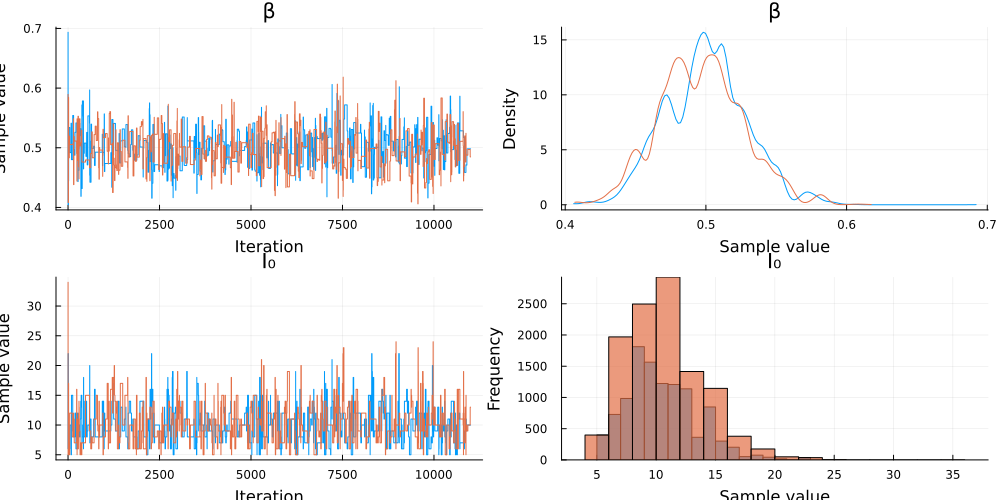 β
Sample value
0.7
0.6
0.5
0.4
0 2500 5000 7500 10000
Iteration
β
Density
15
10
5
0
0.4 0.5 0.6 0.7
Sample value
I₀
Sample value
30
25
20
15
10
5
0 2500 5000 7500 10000
Iteration
I₀
Frequency
2500
2000
1500
1000
500
0
5 10 15 20 25 30 35
Sample value